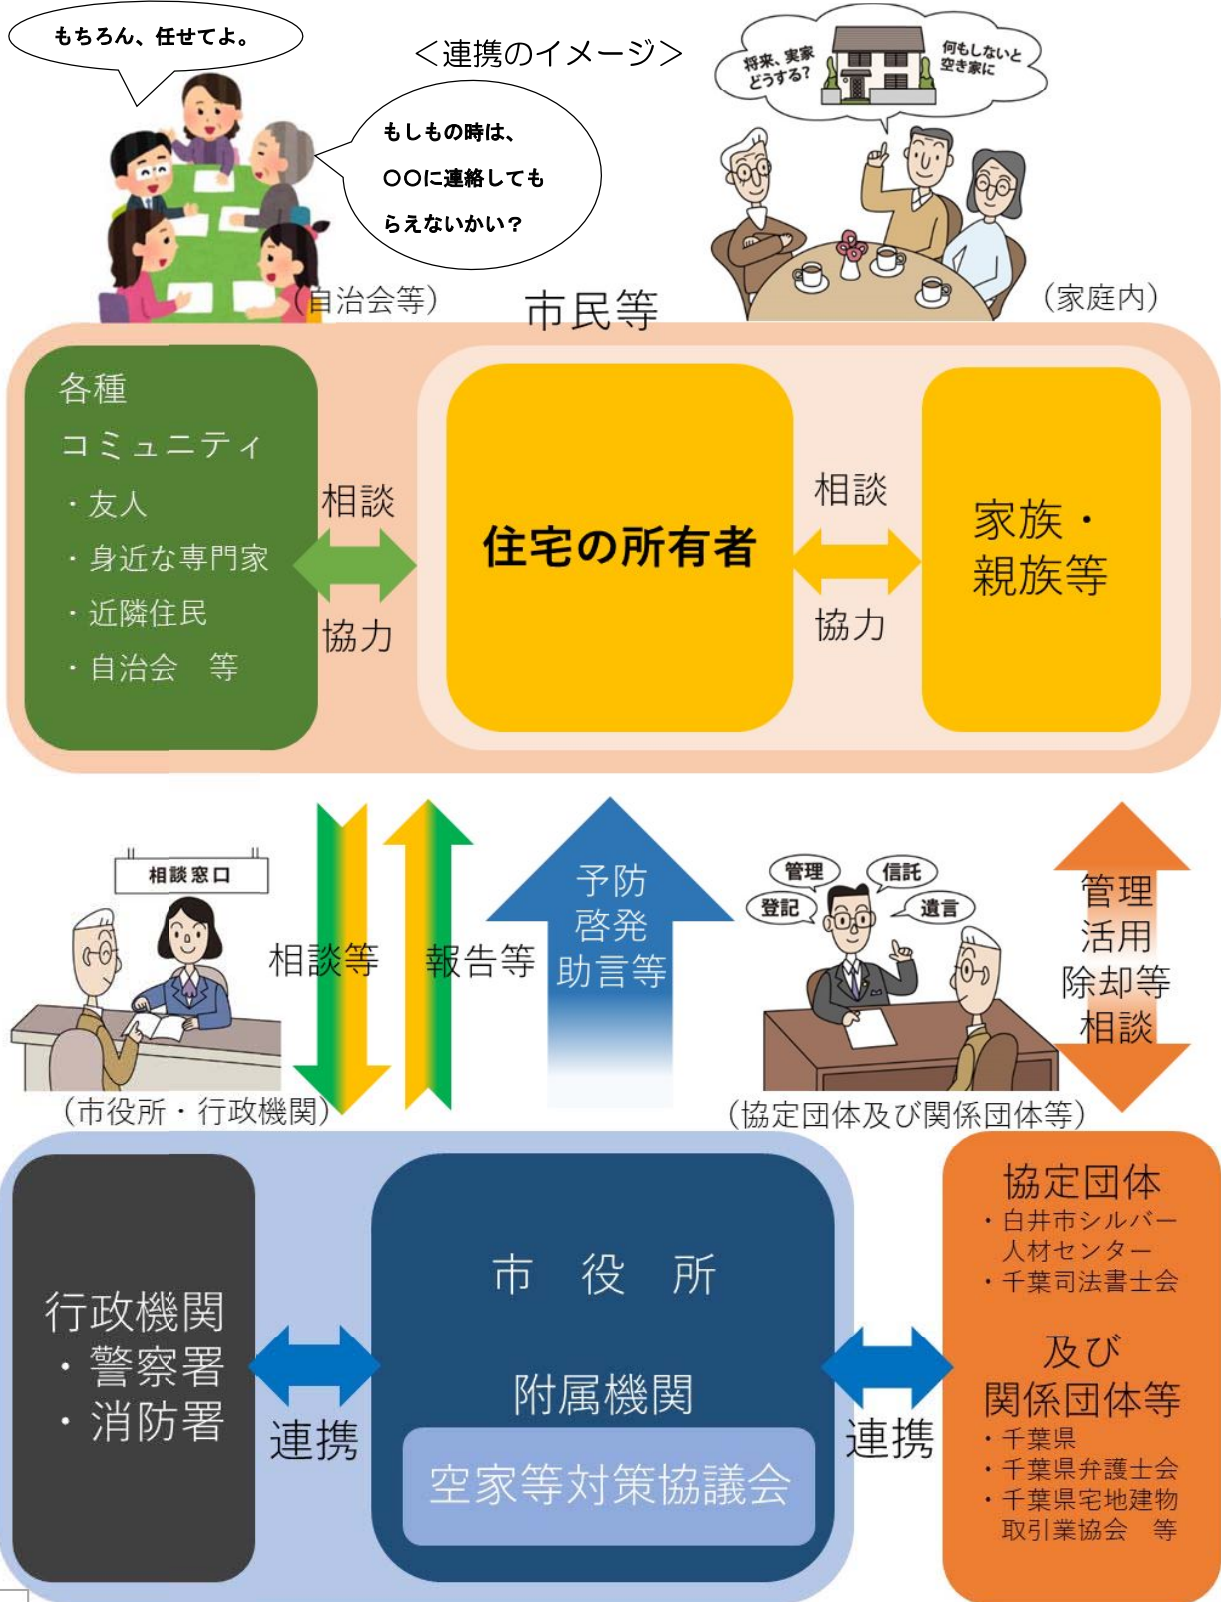 もちろん、任せてよ。
＜連携のイメージ＞
将来、実家
どうする?
何もしないと
空き家に
もしもの時は、
〇〇に連絡しても
らえないかい？
（自治会等）
市民等
（家庭内）
各種
コミュニティ
・友人
・身近な専門家
・近隣住民
・自治会　等
相談
協力
住宅の所有者
相談
協力
家族・
親族等
相談窓口
相談等
報告等
予防
啓発
助言等
管理
信託
登記
遺言
管理
活用
除却等
相談
（市役所・行政機関）
（協定団体及び関係団体等）
行政機関
・警察署
・消防署
連携
市　役　所
附属機関
空家等対策協議会
連携
協定団体
・白井市シルバー
人材センター
・千葉司法書士会
及び
関係団体等
・千葉県
・千葉県弁護士会
・千葉県宅地建物
取引業協会　等